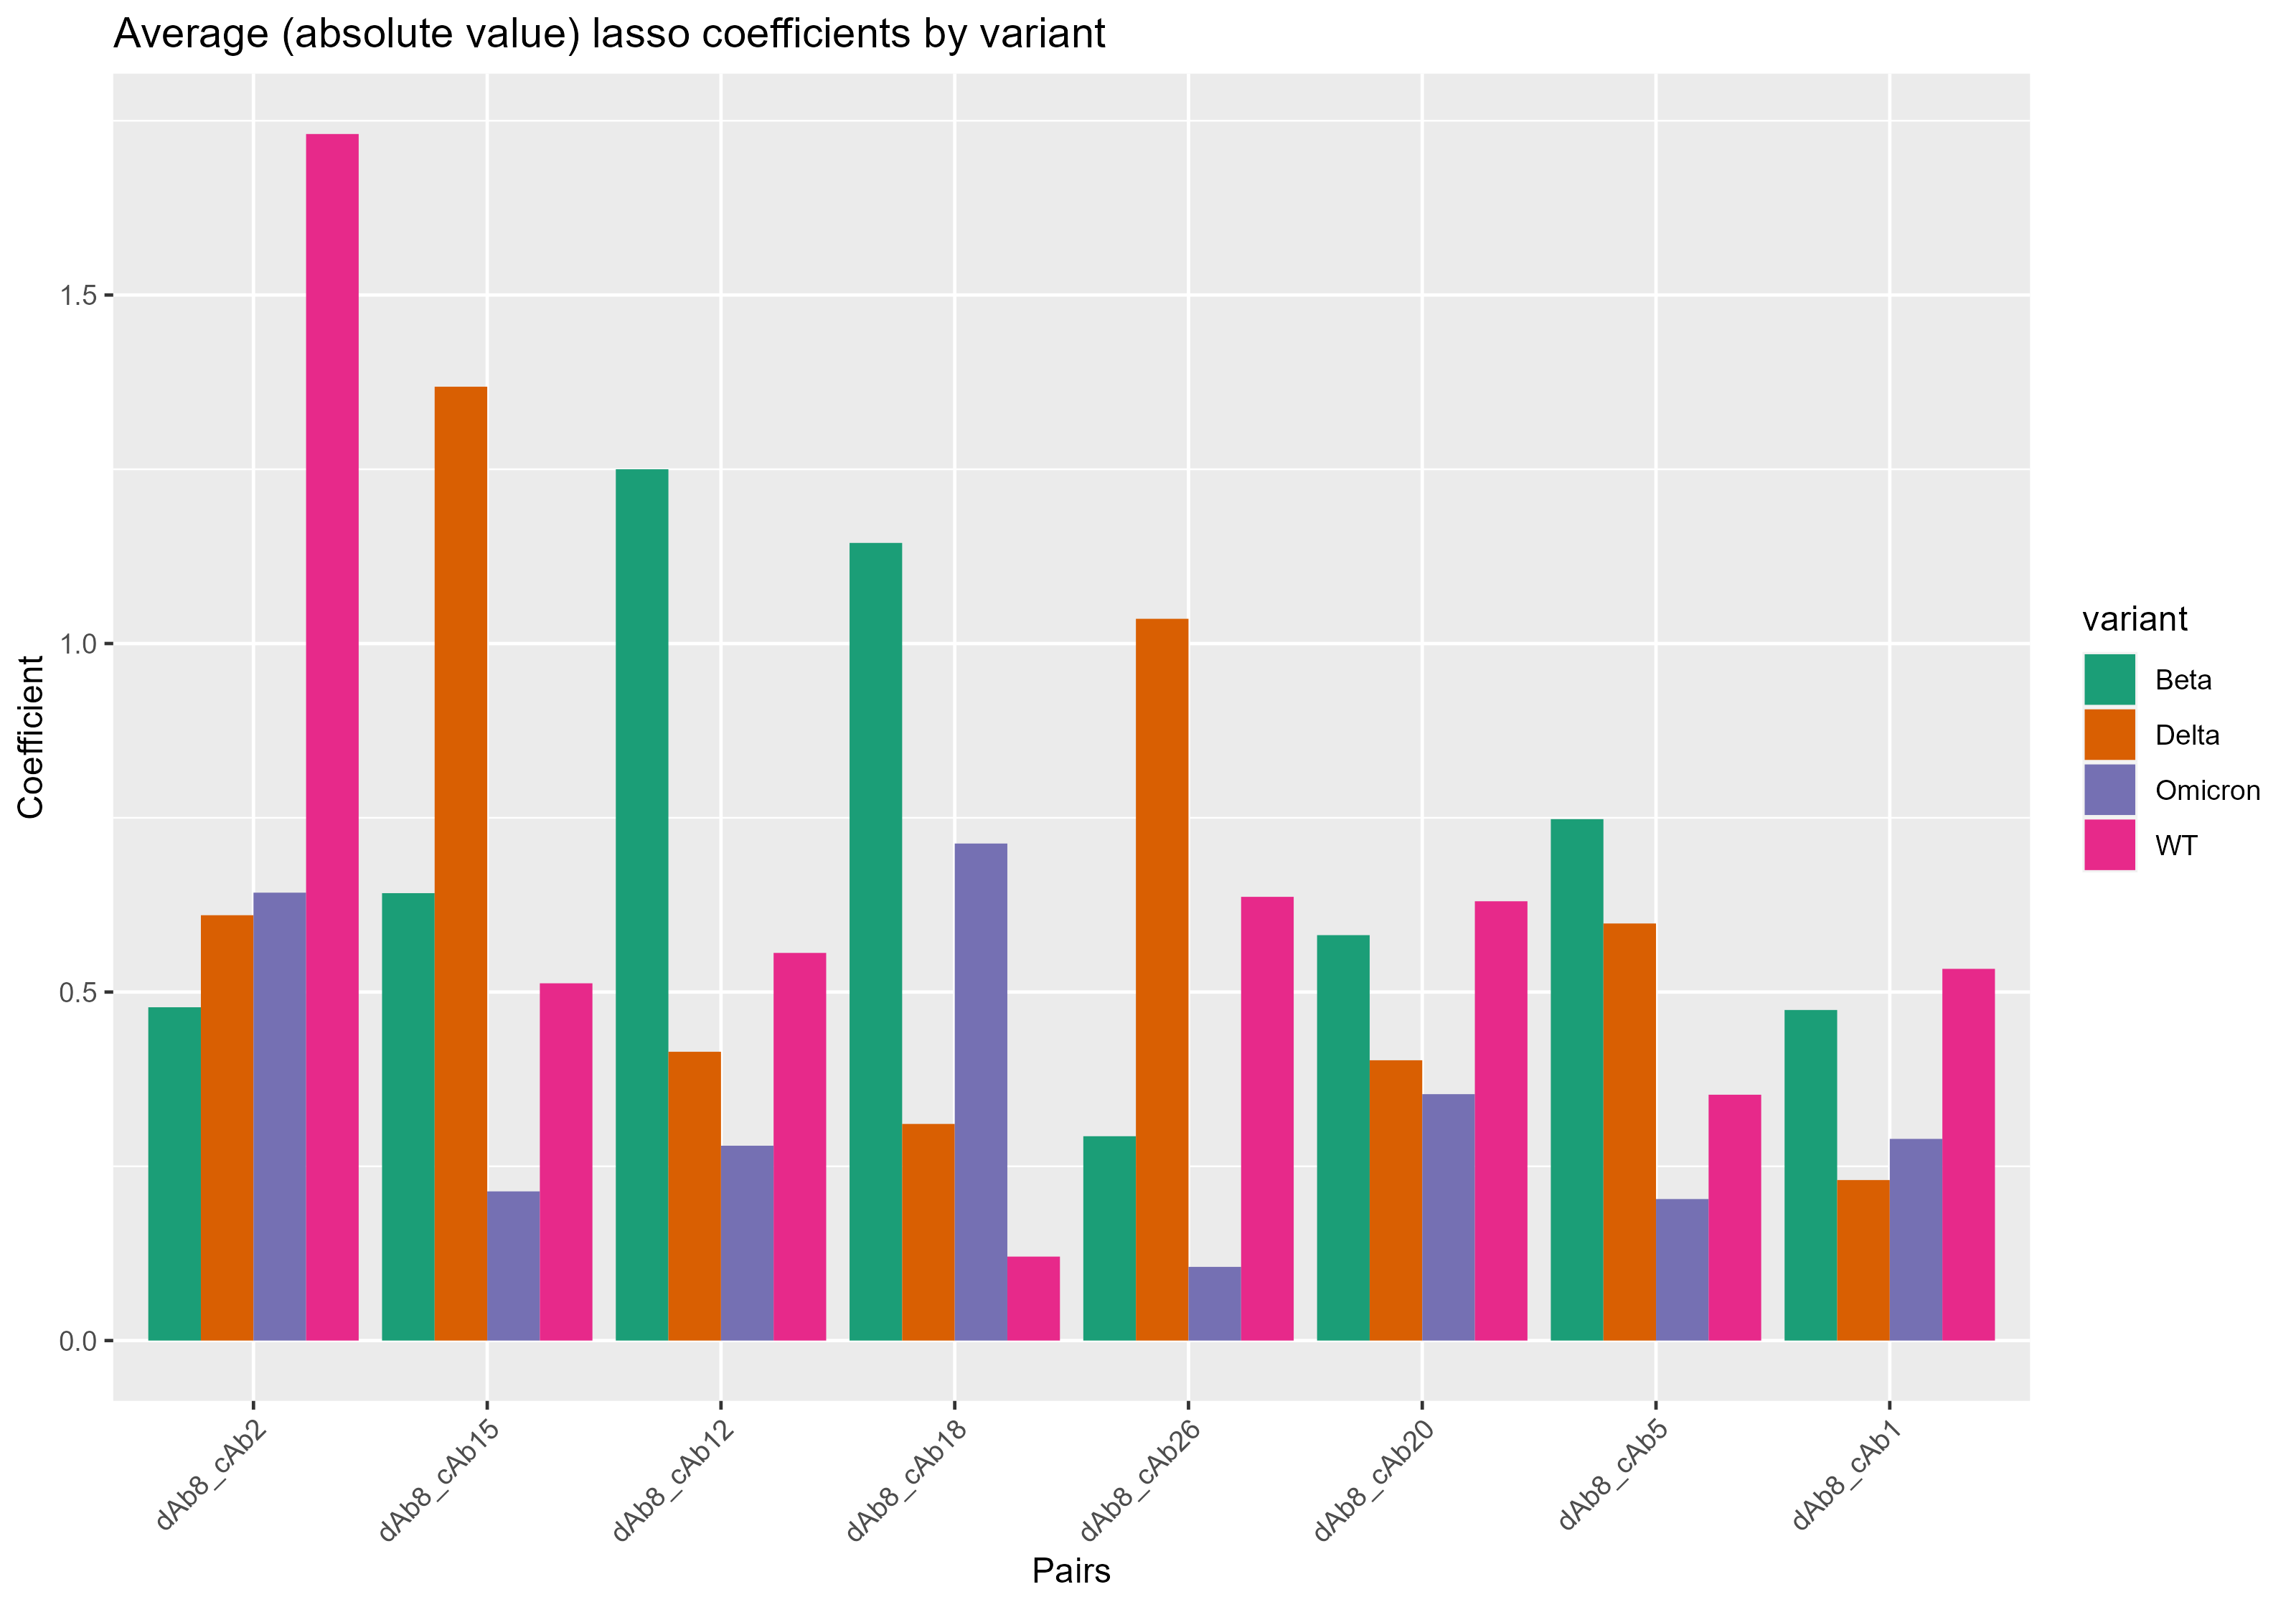 Average (absolute value) lasso coefficients by variant
Coefficient
1.5
1.0
0.5
0.0
dAb8_cAb2
dAb8_cAb15
dAb8_cAb12
dAb8_cAb18
dAb8_cAb26
dAb8_cAb20
dAb8_cAb5
dAb8_cAb1
Pairs
variant
Beta
Delta
Omicron
WT